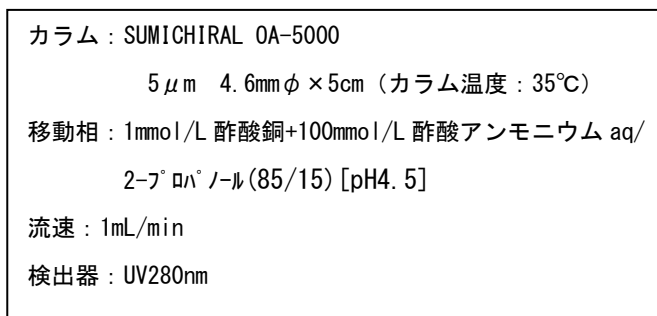 カラム：SUMICHIRAL OA-5000
5μm 4.6mmφ×5cm（カラム温度：35℃）
移動相：1mmol/L 酢酸銅+100mmol/L 酢酸アンモニウム aq/
2-ﾌﾟﾛﾊﾟﾉｰﾙ(85/15)[pH4.5]
流速：1mL/min
検出器：UV280nm